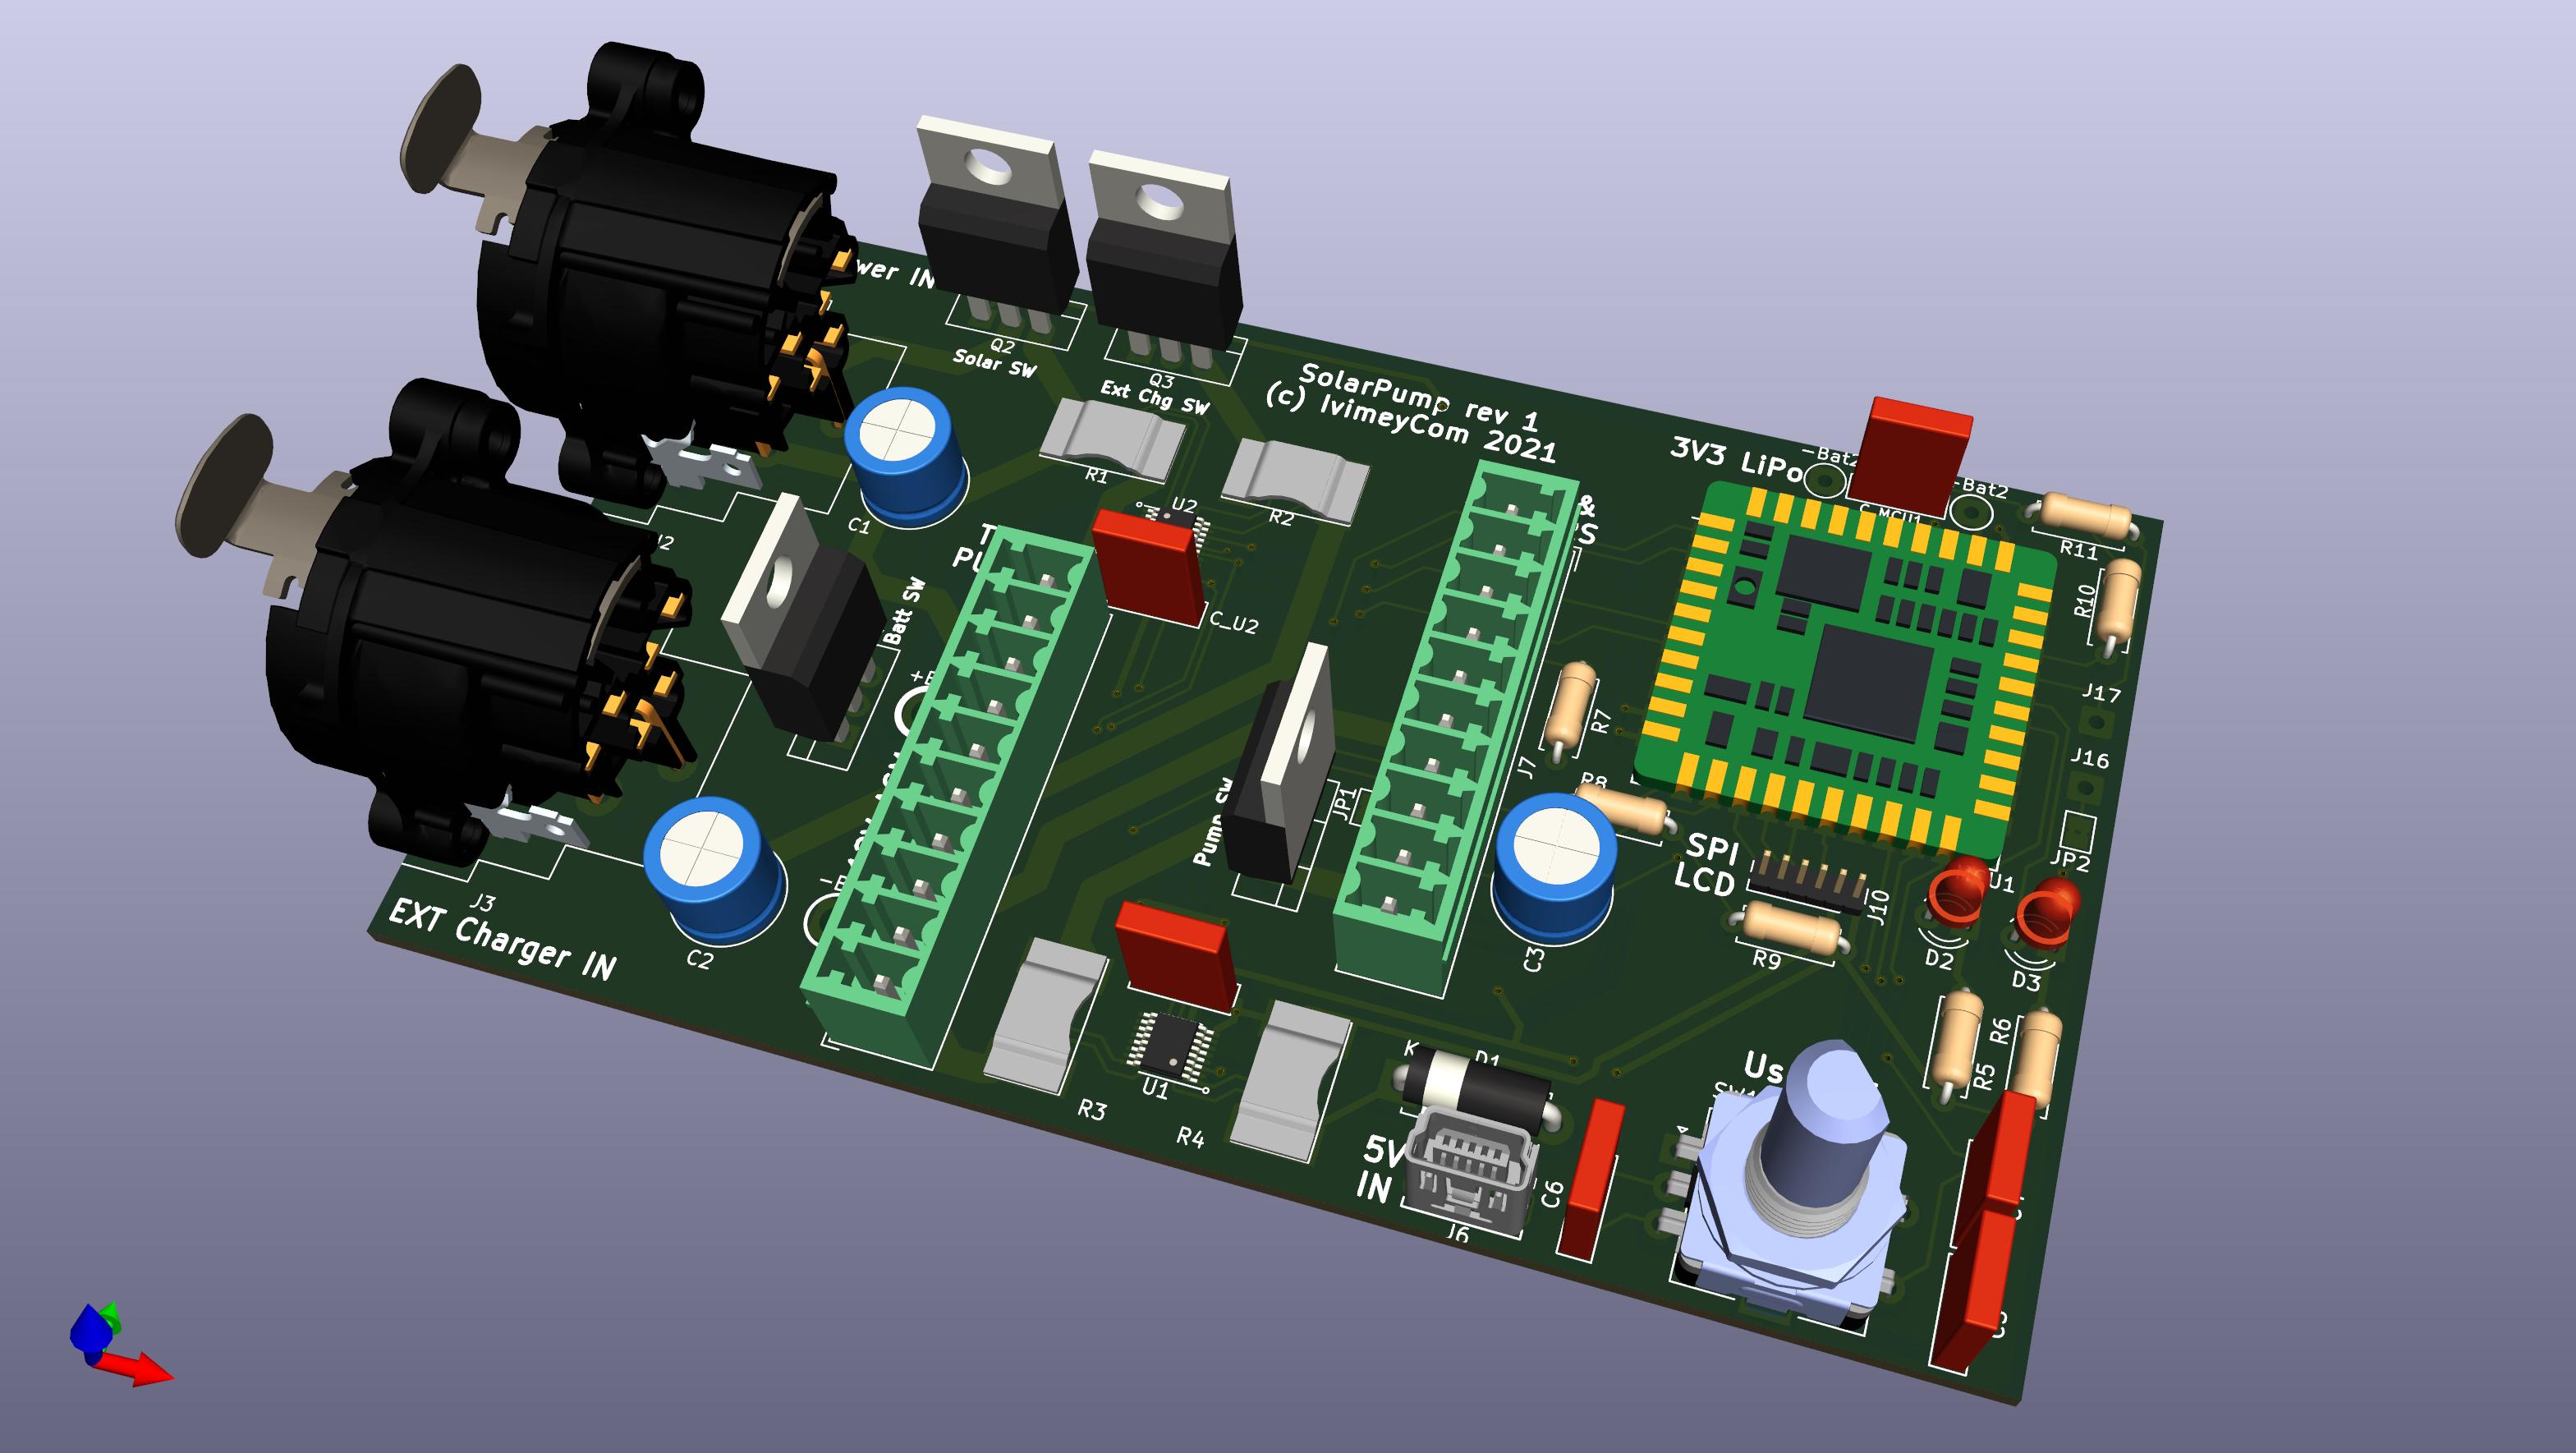 wer IN
Q2
Solar SW
Q3
Ext Chg SW
SolarPump rev 1
(c) IvimeyCom 2021
3V3 LiPo
-Bat2
-Bat2
C_MCU1
R11
R10
R1
U2
R2
C1
C_U2
Batt SW
J17
J16
JP2
R7
J7
R8
JP1
Pump SW
SPI
LCD
J10
U1
R9
D2
D3
C3
J3
EXT Charger IN
C2
R3
U1
R4
K
D1
5V
IN
J6
C6
Us
R5
R6